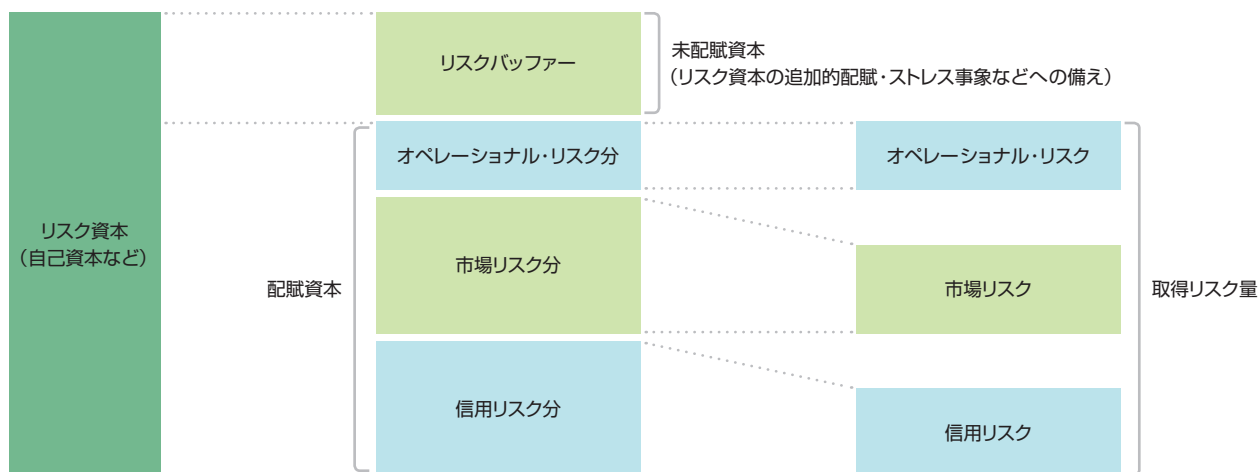 リスクバッファー
未配賦資本
（リスク資本の追加的配賦・ストレス事象などへの備え）
オペレーショナル・リスク分
オペレーショナル・リスク
リスク資本
（自己資本など）
市場リスク分
配賦資本
市場リスク
取得リスク量
信用リスク分
信用リスク